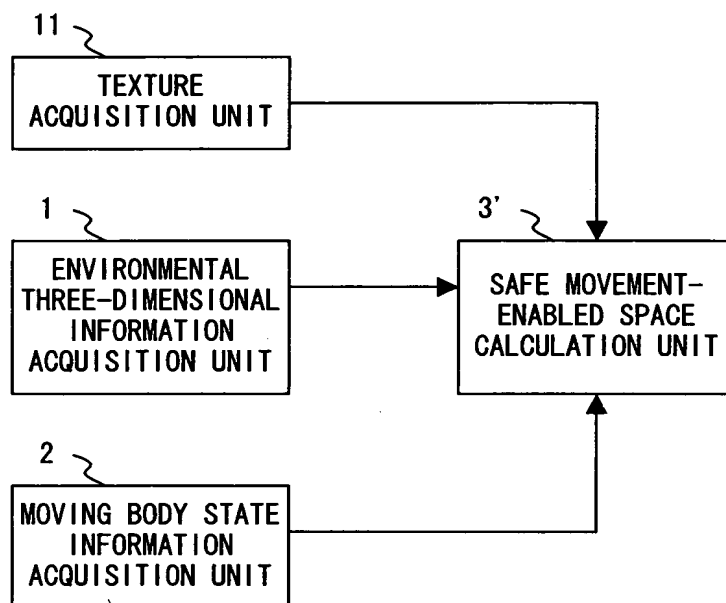 11
TEXTURE
ACQUISITION UNIT
1
ENVIRONMENTAL
THREE-DIMENSIONAL
INFORMATION
ACQUISITION UNIT
3'
SAFE MOVEMENT-
ENABLED SPACE
CALCULATION UNIT
2
MOVING BODY STATE
INFORMATION
ACQUISITION UNIT